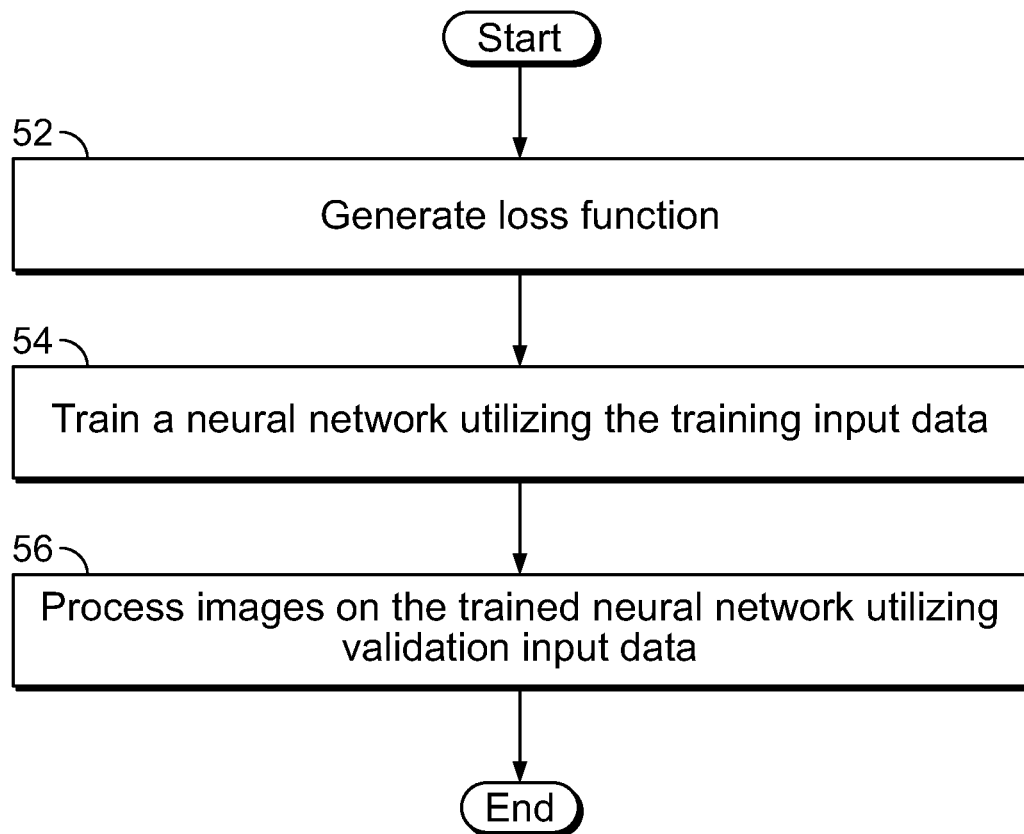 Start
52
Generate loss function
54
Train a neural network utilizing the training input data
56
Process images on the trained neural network utilizing
validation input data
End